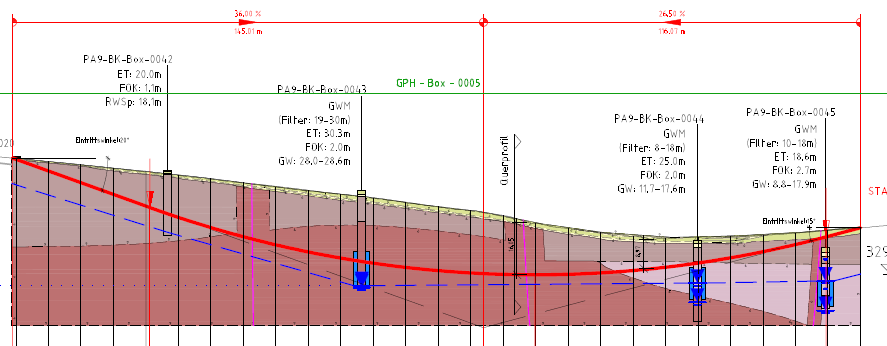 36,00 %
145.01 m
26,50 %
116.07 m
PA9-BK-Box-0042
ET: 20.0m
FOK: 1.1m
RWSp: 18,1m
PA9-BK-Box-0043
GWM
(Filter: 19-30m)
ET: 30.3m
FOK: 2.0m
GW: 28,0-28,6m
GPH - Box - 0005
Querprofil
PA9-BK-Box-0044
GWM
(Filter: 8-18m)
ET: 25.0m
FOK: 2,0m
GW: 11,7-17,6m
PA9-BK-Box-0045
GWM
(Filter: 10-18m)
ET: 18,6m
FOK: 2.7m
GW: 8,8-17,9m
020
STA
329